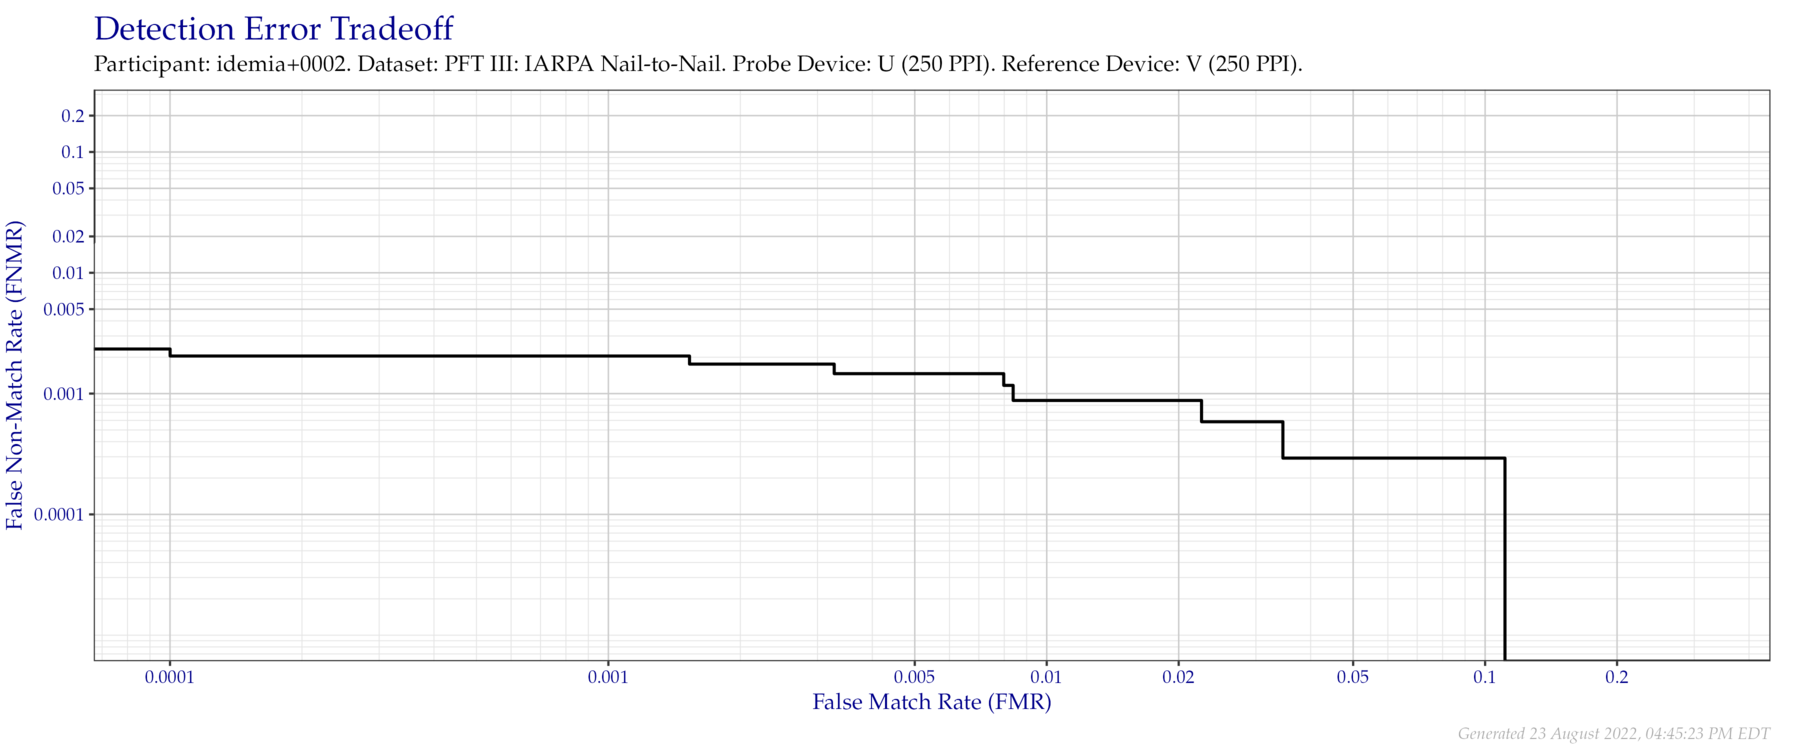 Detection Error Tradeoff
Participant: idemia+0002. Dataset: PFT III: IARPA Nail-to-Nail. Probe Device: U (250 PPI). Reference Device: V (250 PPI).
False Non-Match Rate (FNMR)
0.2
0.1
0.05
0.02
0.01
0.005
0.001
0.0001
0.0001 0.001 0.005 0.01 0.02 0.05 0.1 0.2
False Match Rate (FMR)
Generated 23 August 2022, 04:45:23 PM EDT